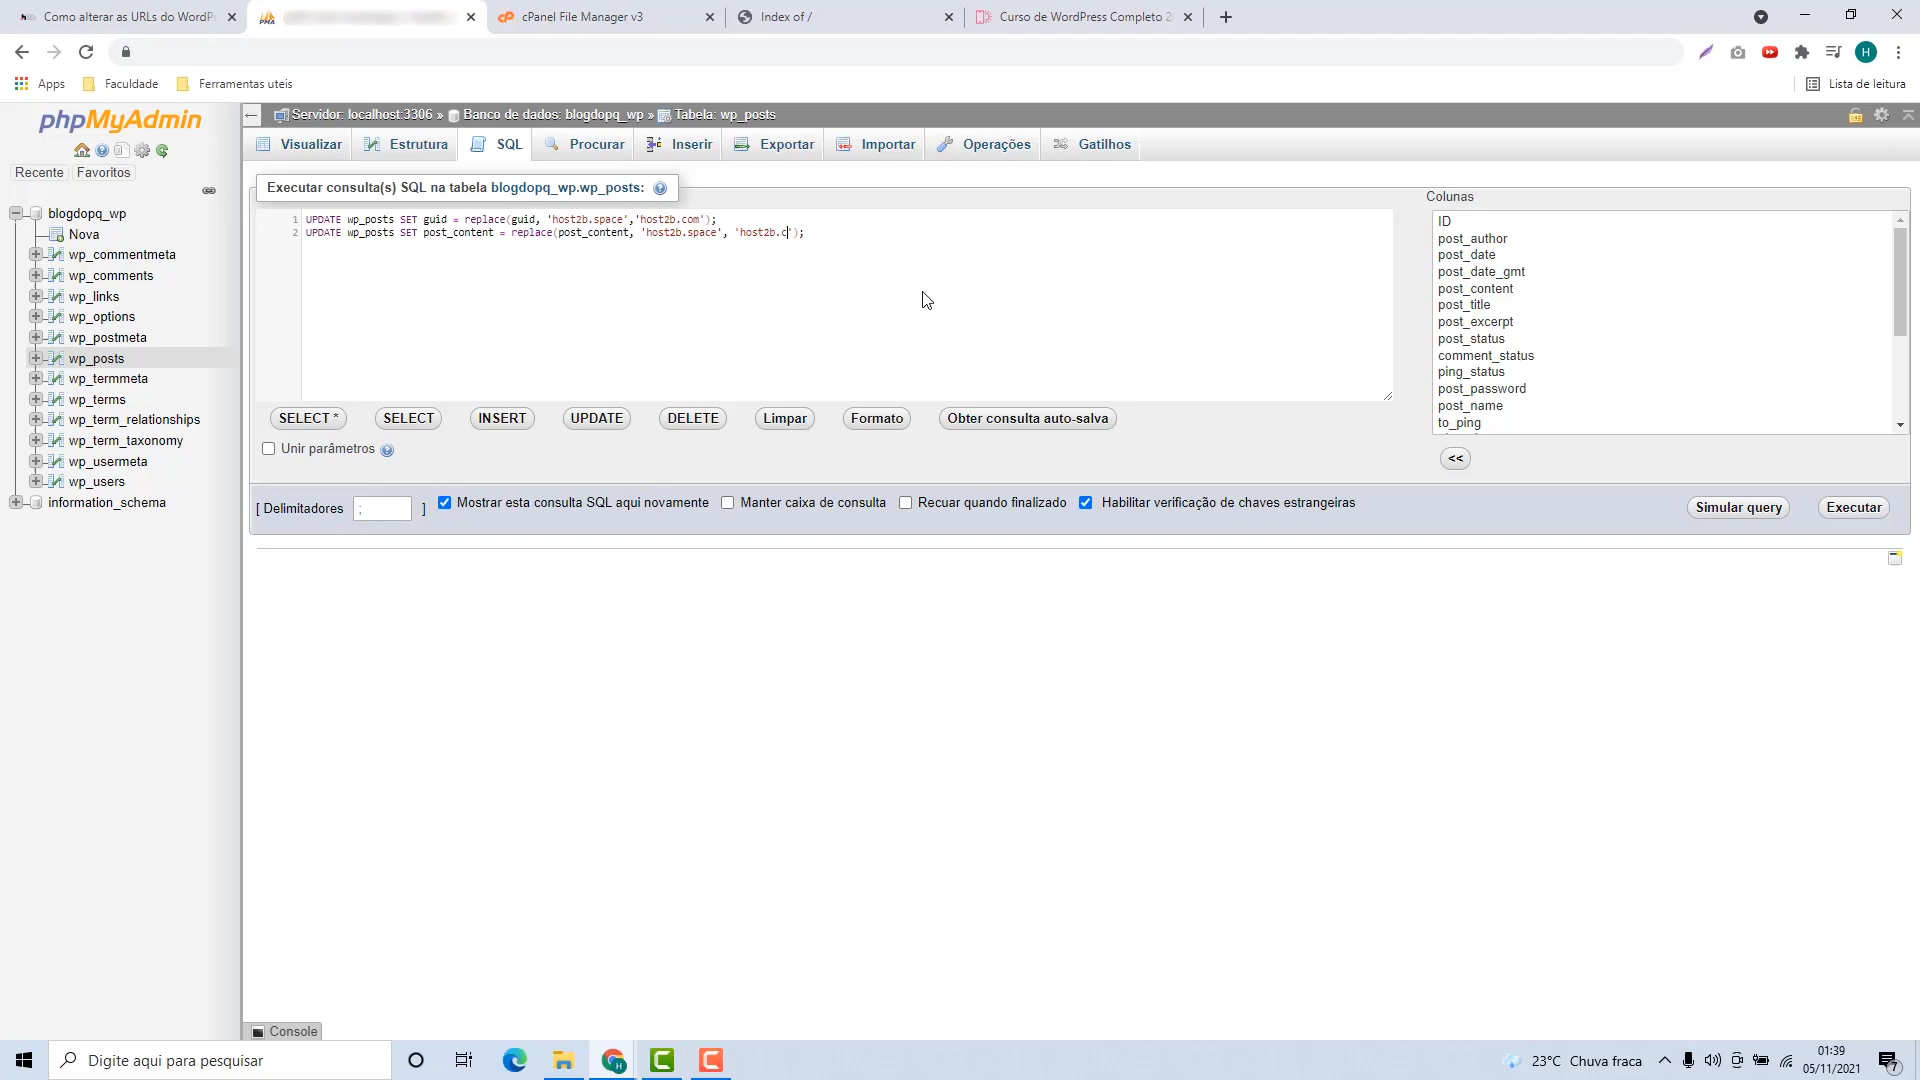 Como alterar as URLs do WordPr
cPanel File Manager v3
Index of /
Curso de WordPress Completo 2
Apps
Faculdade
Ferramentas uteis
H
Lista de leitura
phpMyAdmin
Servidor: localhost:3306 » Banco de dados: blogdopq_wp » Tabela: wp_posts
Visualizar
Estrutura
SQL
Procurar
Inserir
Exportar
Importar
Operações
Gatilhos
Recente
Favoritos
blogdopq_wp
Nova
wp_commentmeta
wp_comments
wp_links
wp_options
wp_postmeta
wp_posts
wp_termmeta
wp_terms
wp_term_relationships
wp_term_taxonomy
wp_usermeta
wp_users
information_schema
Executar consulta(s) SQL na tabela blogdopq_wp.wp_posts:
1 UPDATE wp_posts SET guid = replace(guid, 'host2b.space','host2b.com');
2 UPDATE wp_posts SET post_content = replace(post_content, 'host2b.space', 'host2b.c');
Colunas
ID
post_author
post_date
post_date_gmt
post_content
post_title
post_excerpt
post_status
comment_status
ping_status
post_password
post_name
to_ping
<<
SELECT *
SELECT
INSERT
UPDATE
DELETE
Limpar
Formato
Obter consulta auto-salva
Unir parâmetros
[ Delimitadores ; ]
Mostrar esta consulta SQL aqui novamente
Manter caixa de consulta
Recuar quando finalizado
Habilitar verificação de chaves estrangeiras
Simular query
Executar
Console
Digite aqui para pesquisar
23°C Chuva fraca
01:39
05/11/2021
7